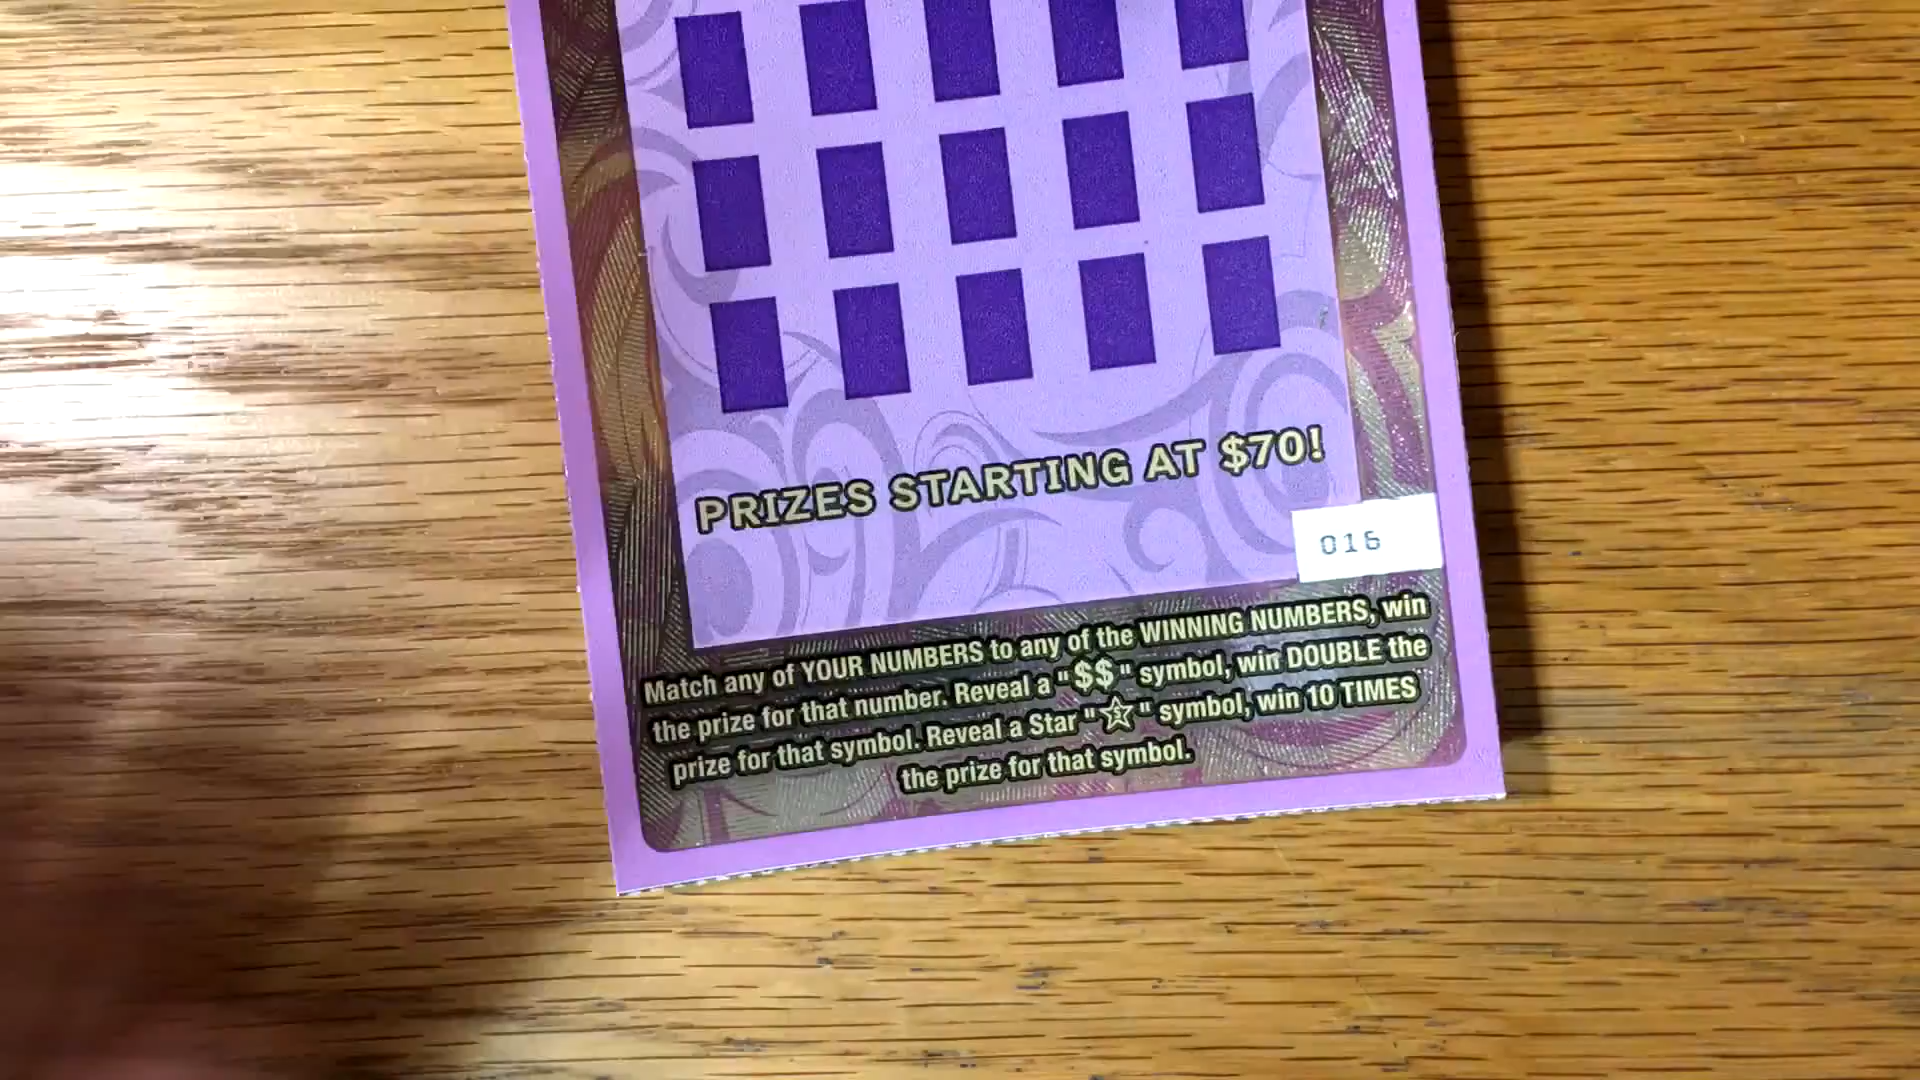 PRIZES STARTING AT $70!
016
Match any of YOUR NUMBERS to any of the WINNING NUMBERS, win
the prize for that number. Reveal a "$$" symbol, win DOUBLE the
prize for that symbol. Reveal a Star "☆" symbol, win 10 TIMES
the prize for that symbol.